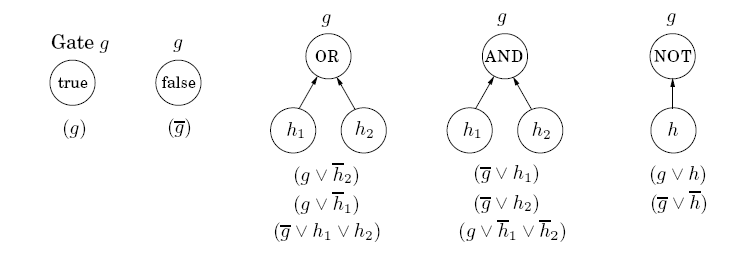 Gate g
g
g
g
g
true
false
OR
AND
NOT
(g)
(g̅)
h₁
h₂
h₁
h₂
h
(g ∨ h̅₂)
(g ∨ h̅₁)
(g̅ ∨ h₁ ∨ h₂)
(g̅ ∨ h₁)
(g̅ ∨ h₂)
(g ∨ h̅₁ ∨ h̅₂)
(g ∨ h)
(g̅ ∨ h̅)